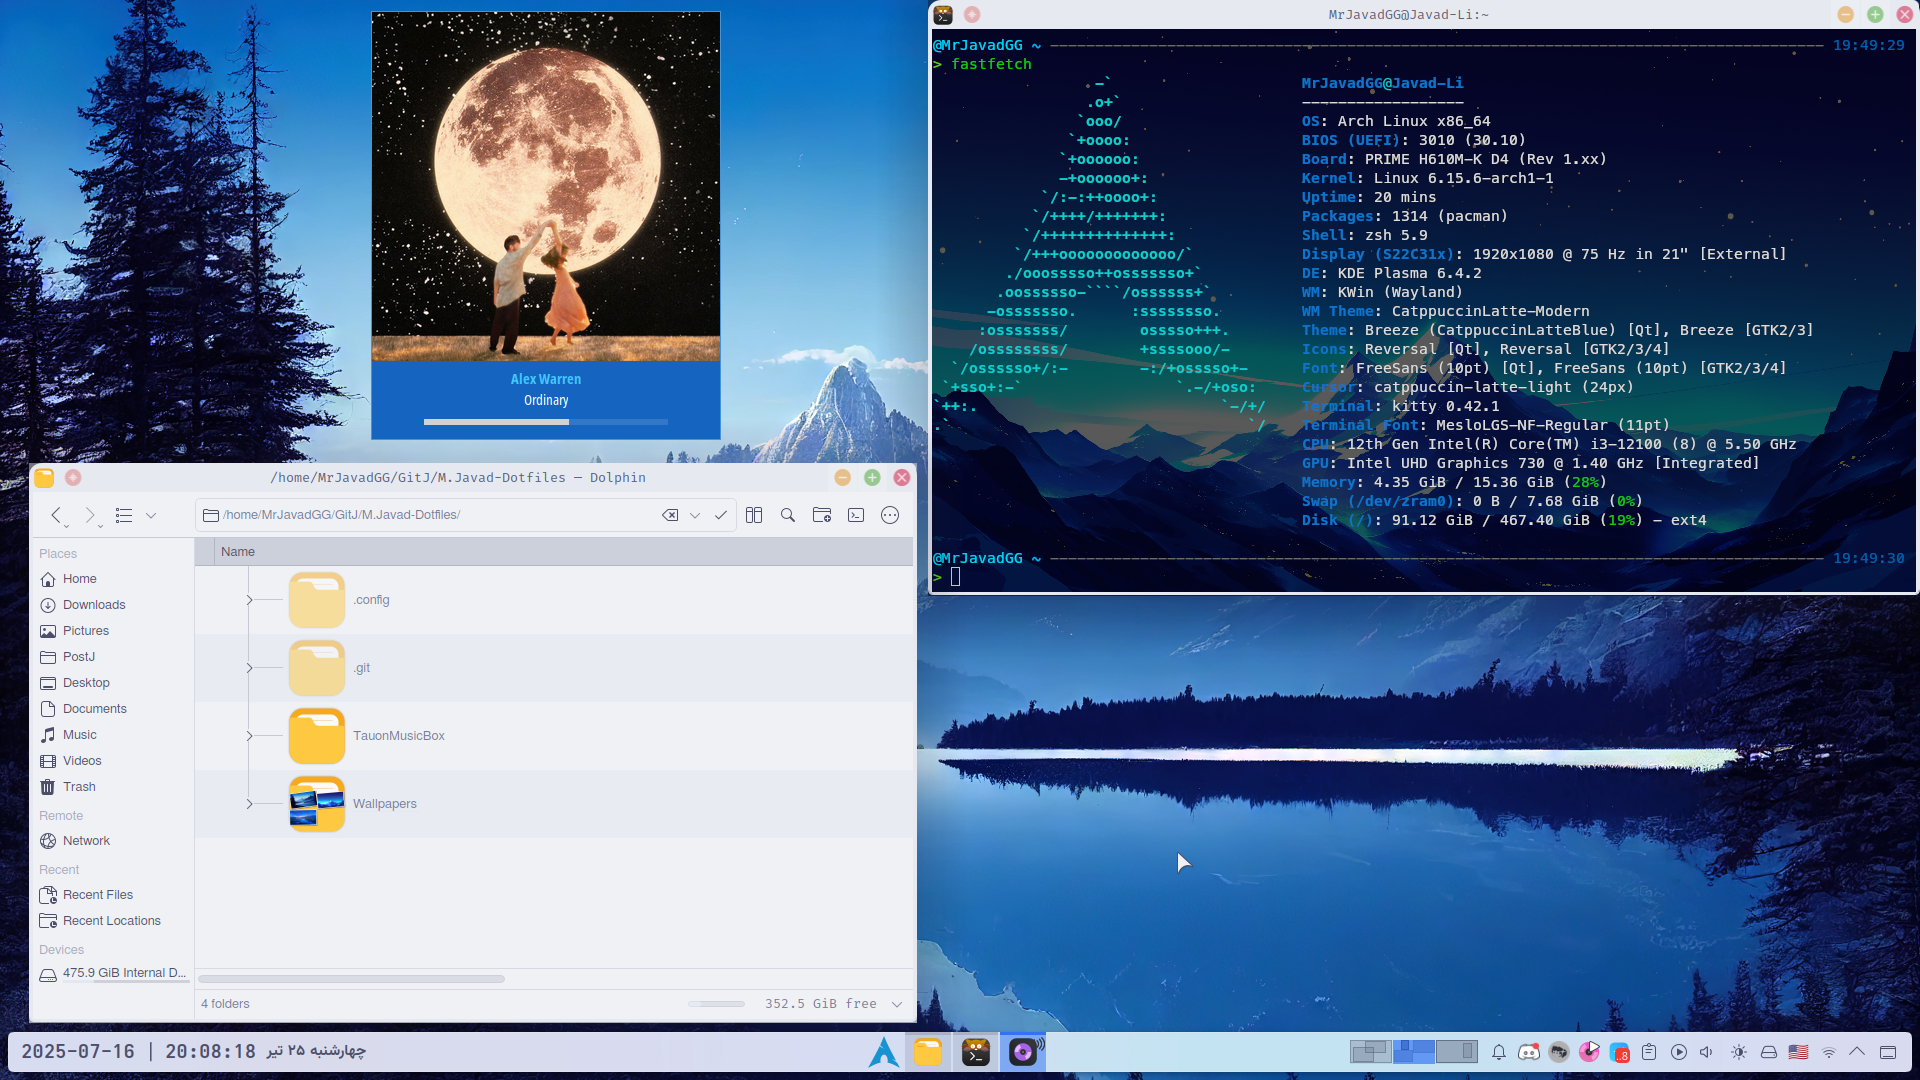 Alex Warren
Ordinary
MrJavadGG@Javad-Li:~
@MrJavadGG ~ 19:49:29
> fastfetch
MrJavadGG@Javad-Li
------------------
OS: Arch Linux x86_64
BIOS (UEFI): 3010 (30.10)
Board: PRIME H610M-K D4 (Rev 1.xx)
Kernel: Linux 6.15.6-arch1-1
Uptime: 20 mins
Packages: 1314 (pacman)
Shell: zsh 5.9
Display (S22C31x): 1920x1080 @ 75 Hz in 21" [External]
DE: KDE Plasma 6.4.2
WM: KWin (Wayland)
WM Theme: CatppuccinLatte-Modern
Theme: Breeze (CatppuccinLatteBlue) [Qt], Breeze [GTK2/3]
Icons: Reversal [Qt], Reversal [GTK2/3/4]
Font: FreeSans (10pt) [Qt], FreeSans (10pt) [GTK2/3/4]
Cursor: catppuccin-latte-light (24px)
Terminal: kitty 0.42.1
Terminal Font: MesloLGS-NF-Regular (11pt)
CPU: 12th Gen Intel(R) Core(TM) i3-12100 (8) @ 5.50 GHz
GPU: Intel UHD Graphics 730 @ 1.40 GHz [Integrated]
Memory: 4.35 GiB / 15.36 GiB (28%)
Swap (/dev/zram0): 0 B / 7.68 GiB (0%)
Disk (/): 91.12 GiB / 467.40 GiB (19%) - ext4
@MrJavadGG ~ 19:49:30
>
/home/MrJavadGG/GitJ/M.Javad-Dotfiles — Dolphin
/home/MrJavadGG/GitJ/M.Javad-Dotfiles/
Places
Home
Downloads
Pictures
PostJ
Desktop
Documents
Music
Videos
Trash
Remote
Network
Recent
Recent Files
Recent Locations
Devices
475.9 GiB Internal D...
Name
.config
.git
TauonMusicBox
Wallpapers
4 folders
352.5 GiB free
2025-07-16 | 20:08:18 چهارشنبه ۲۵ تیر
..8